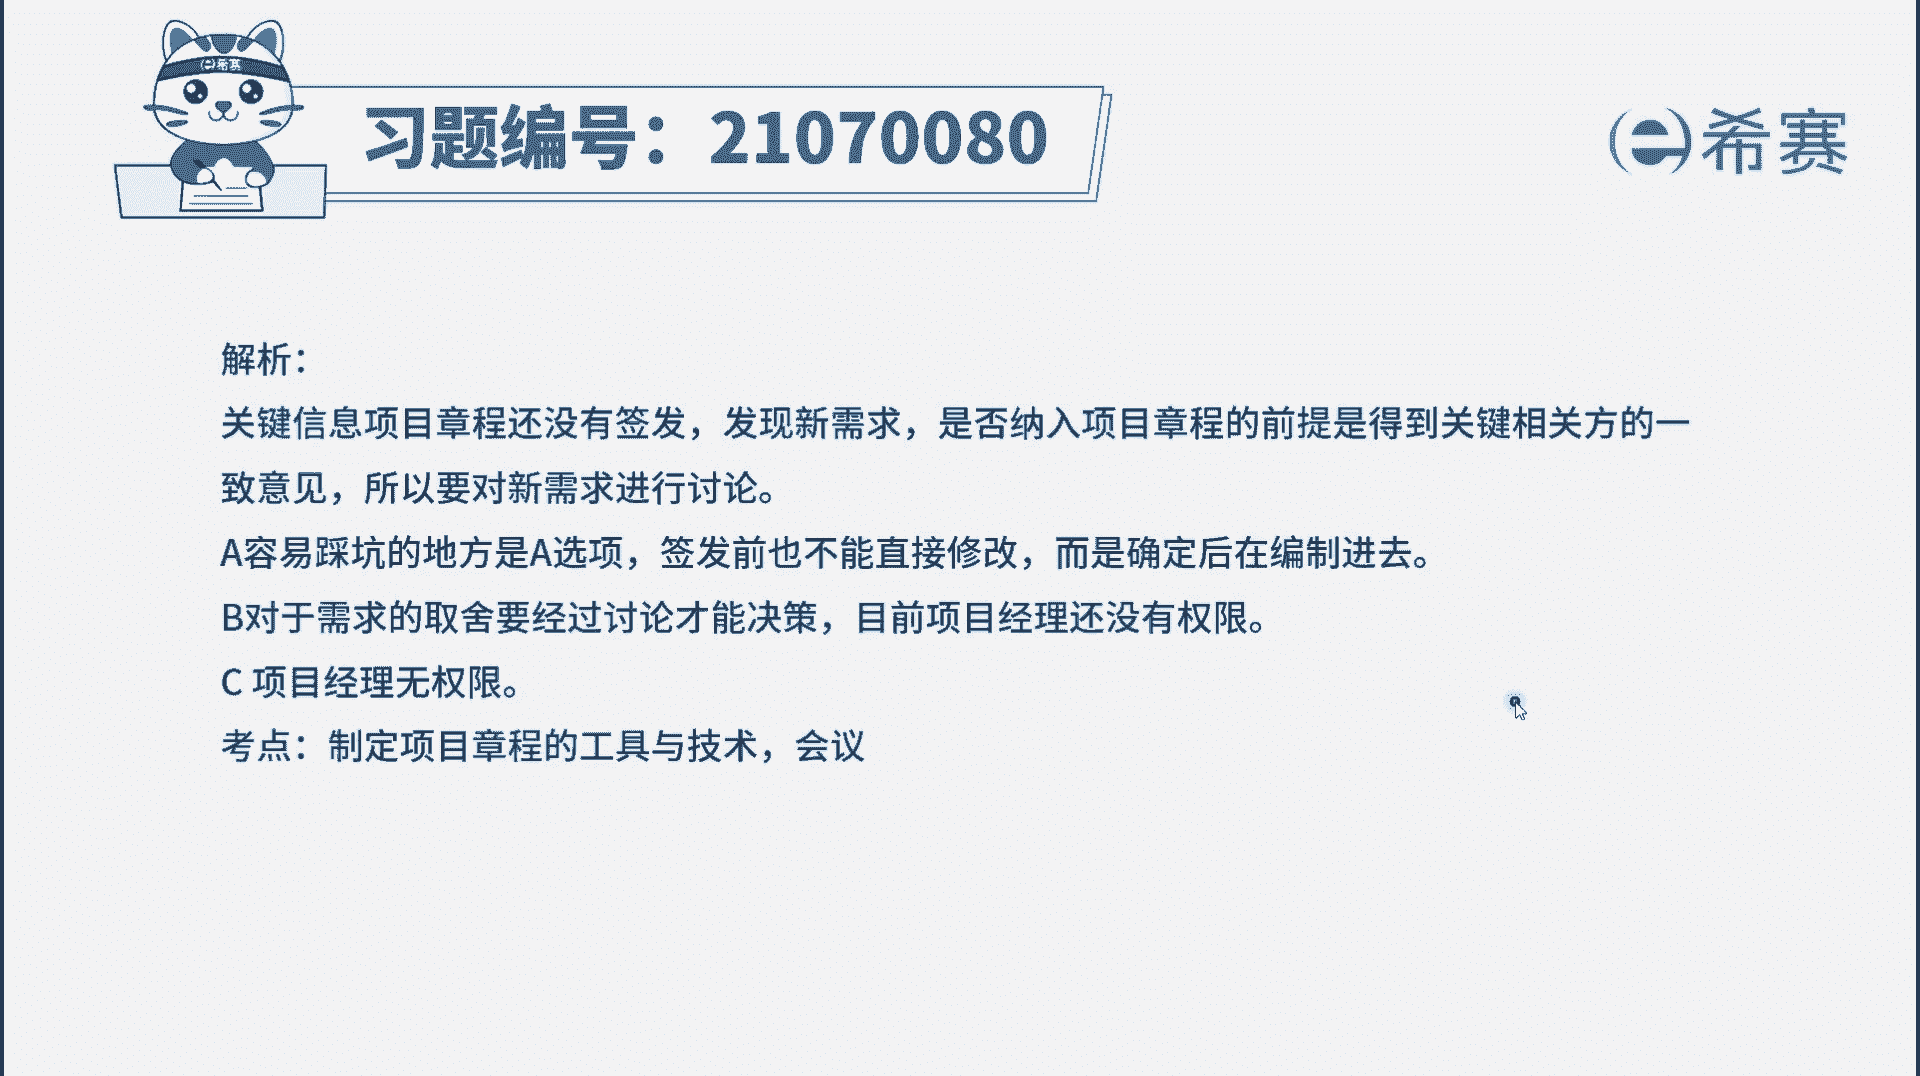 希赛
习题编号：21070080
希赛
解析：
关键信息项目章程还没有签发，发现新需求，是否纳入项目章程的前提是得到关键相关方的一
致意见，所以要对新需求进行讨论。
A容易踩坑的地方是A选项，签发前也不能直接修改，而是确定后在编制进去。
B对于需求的取舍要经过讨论才能决策，目前项目经理还没有权限。
C 项目经理无权限。
考点：制定项目章程的工具与技术，会议